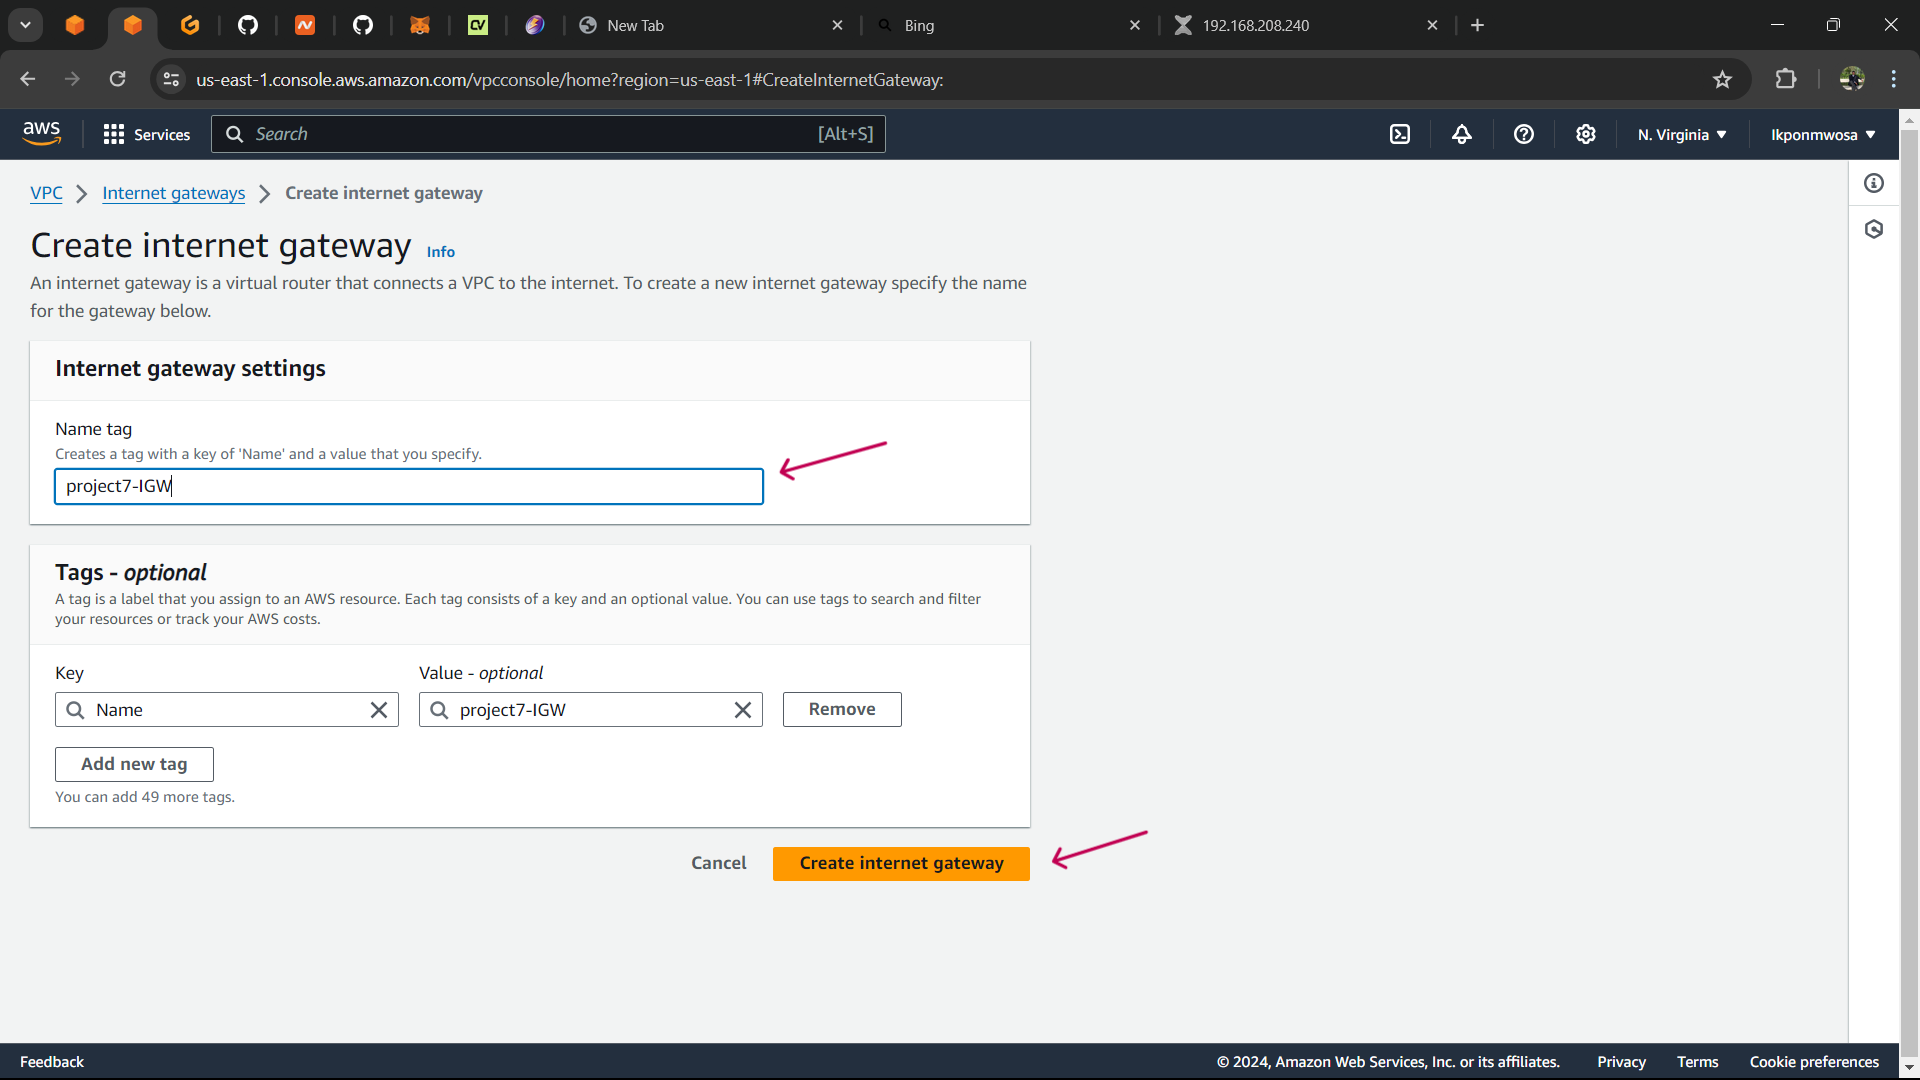 New Tab
Bing
192.168.208.240
us-east-1.console.aws.amazon.com/vpcconsole/home?region=us-east-1#CreateInternetGateway:
aws
Services
Search
[Alt+S]
N. Virginia
Ikponmwosa
VPC
Internet gateways
Create internet gateway
Create internet gateway
Info
An internet gateway is a virtual router that connects a VPC to the internet. To create a new internet gateway specify the name
for the gateway below.
Internet gateway settings
Name tag
Creates a tag with a key of 'Name' and a value that you specify.
project7-IGW
Tags - optional
A tag is a label that you assign to an AWS resource. Each tag consists of a key and an optional value. You can use tags to search and filter
your resources or track your AWS costs.
Key
Value - optional
Name
project7-IGW
Remove
Add new tag
You can add 49 more tags.
Cancel
Create internet gateway
Feedback
© 2024, Amazon Web Services, Inc. or its affiliates.
Privacy
Terms
Cookie preferences